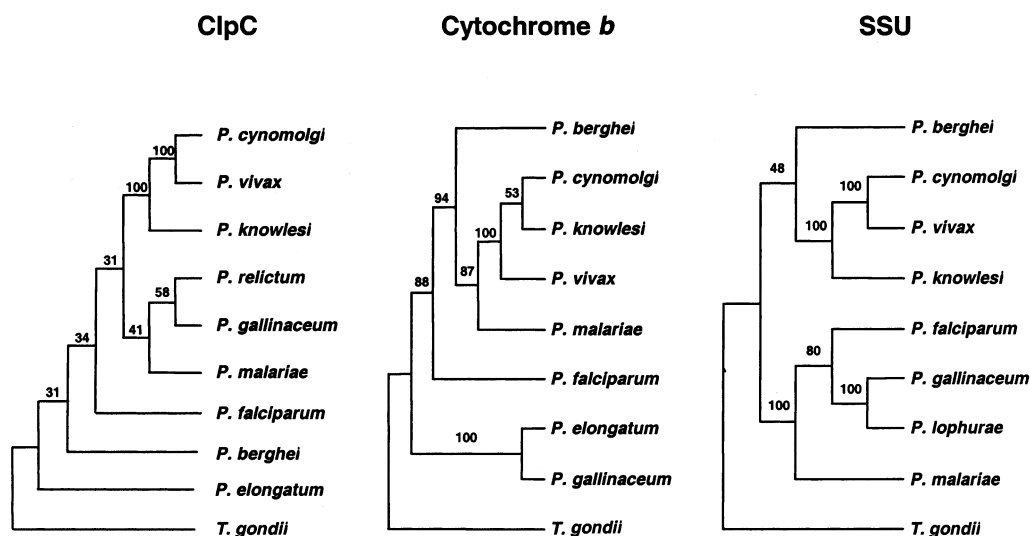 ClpC
Cytochrome b
SSU
P. cynomolgi
P. vivax
P. knowlesi
P. relictum
P. gallinaceum
P. malariae
P. falciparum
P. berghei
P. elongatum
T. gondii
100
100
31
58
41
34
31
P. berghei
P. cynomolgi
P. knowlesi
P. vivax
P. malariae
P. falciparum
P. elongatum
P. gallinaceum
T. gondii
94
53
100
87
88
100
P. berghei
P. cynomolgi
P. vivax
P. knowlesi
P. falciparum
P. gallinaceum
P. lophurae
P. malariae
T. gondii
48
100
100
80
100
100